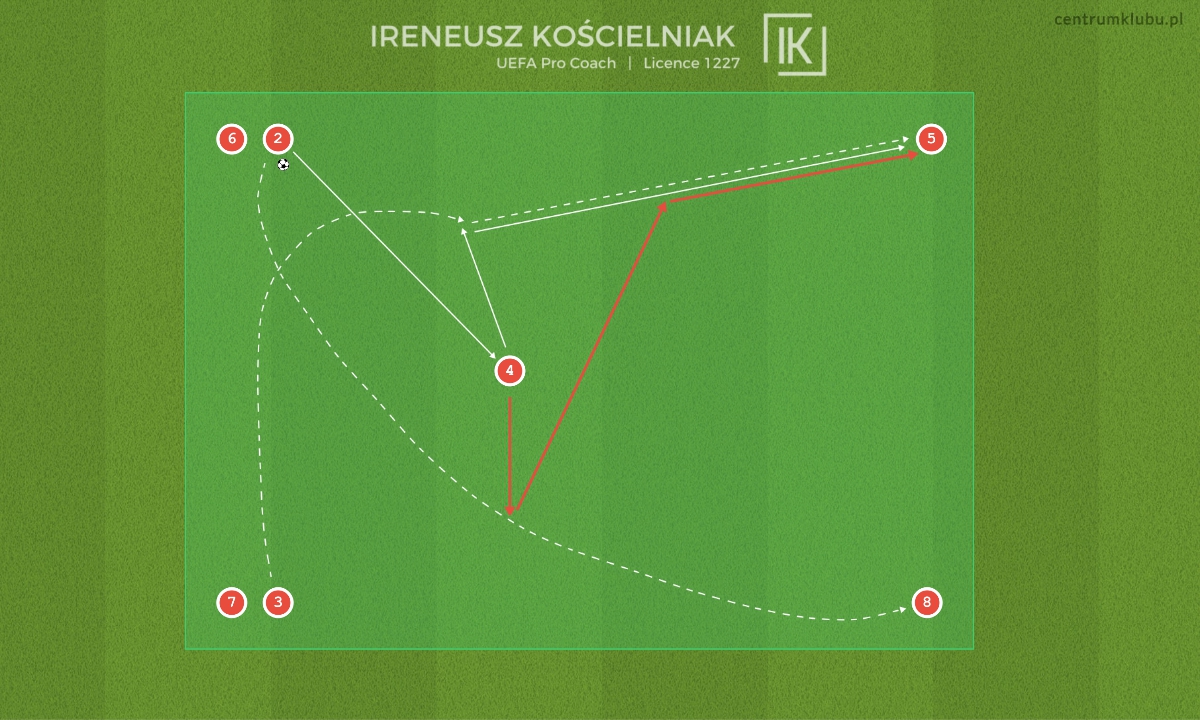 centrumklubu.pl
IRENEUSZ KOŚCIELNIAK
IK
UEFA Pro Coach | Licence 1227
6 2 5
4
7 3 8